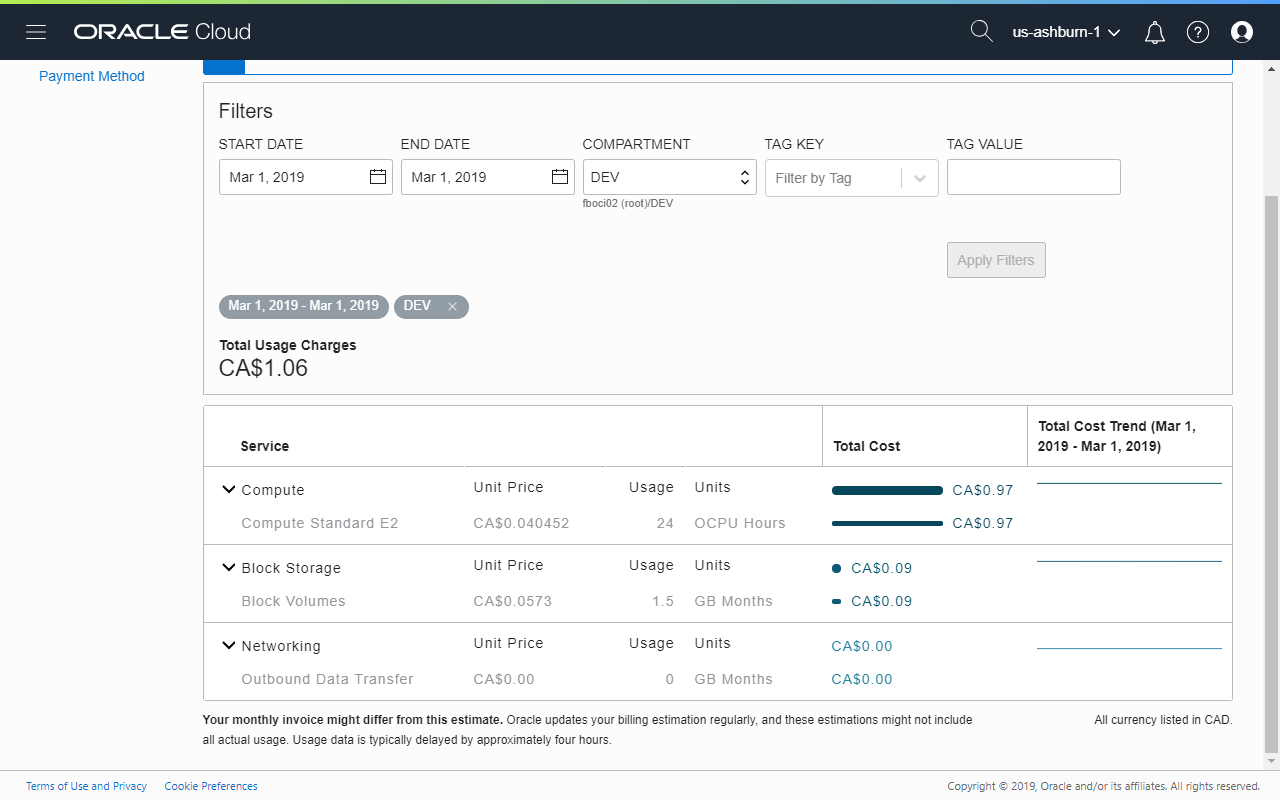 ORACLE Cloud
us-ashburn-1
Payment Method
Filters
START DATE
END DATE
COMPARTMENT
TAG KEY
TAG VALUE
Mar 1, 2019
Mar 1, 2019
DEV
Filter by Tag
fboci02 (root)/DEV
Apply Filters
Mar 1, 2019 - Mar 1, 2019
DEV ×
Total Usage Charges
CA$1.06
Service
Total Cost
Total Cost Trend (Mar 1,
2019 - Mar 1, 2019)
Compute Unit Price Usage Units CA$0.97
Compute Standard E2 CA$0.040452 24 OCPU Hours CA$0.97
Block Storage Unit Price Usage Units CA$0.09
Block Volumes CA$0.0573 1.5 GB Months CA$0.09
Networking Unit Price Usage Units CA$0.00
Outbound Data Transfer CA$0.00 0 GB Months CA$0.00
Your monthly invoice might differ from this estimate. Oracle updates your billing estimation regularly, and these estimations might not include
all actual usage. Usage data is typically delayed by approximately four hours.
All currency listed in CAD.
Terms of Use and Privacy
Cookie Preferences
Copyright © 2019, Oracle and/or its affiliates. All rights reserved.